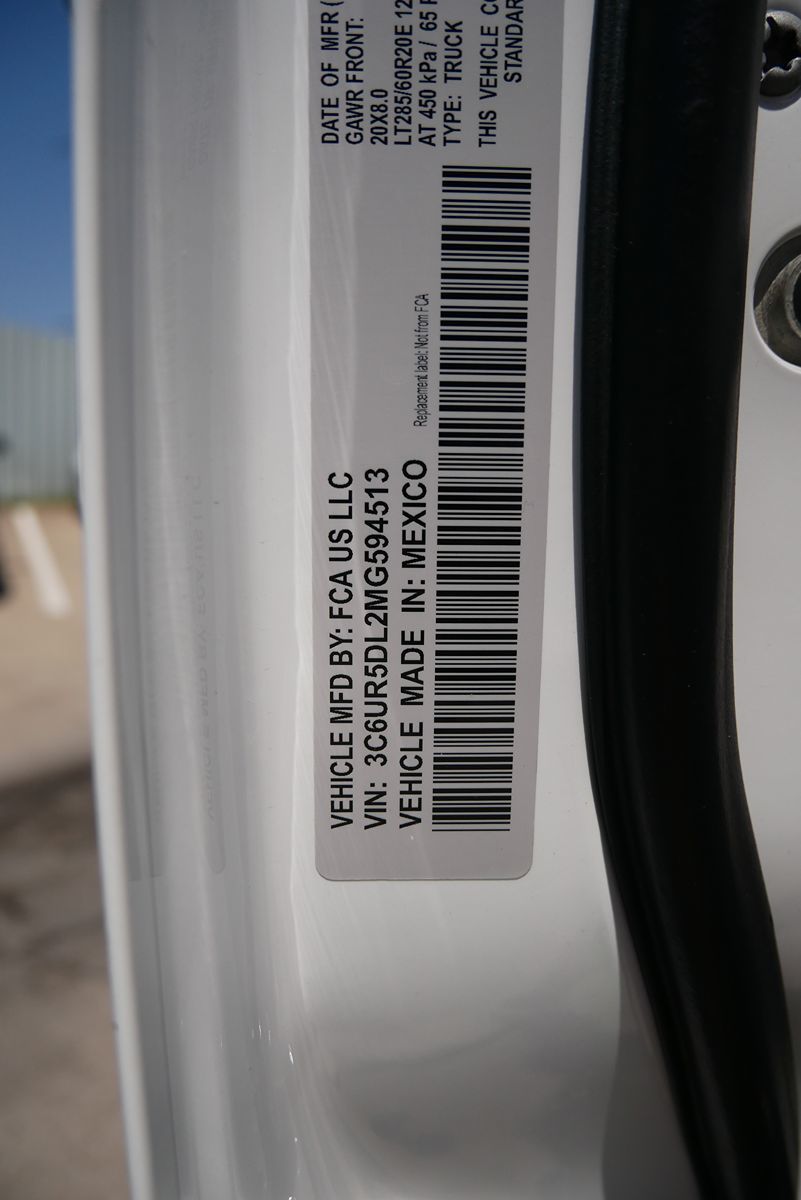 DATE OF MFR
GAWR FRONT:
20X8.0
LT285/60R20E 12
AT 450 kPa / 65
TYPE: TRUCK
THIS VEHICLE
STANDAR
Replacement label: Not from FCA
VEHICLE MFD BY: FCA US LLC
VIN: 3C6UR5DL2MG594513
VEHICLE MADE IN: MEXICO